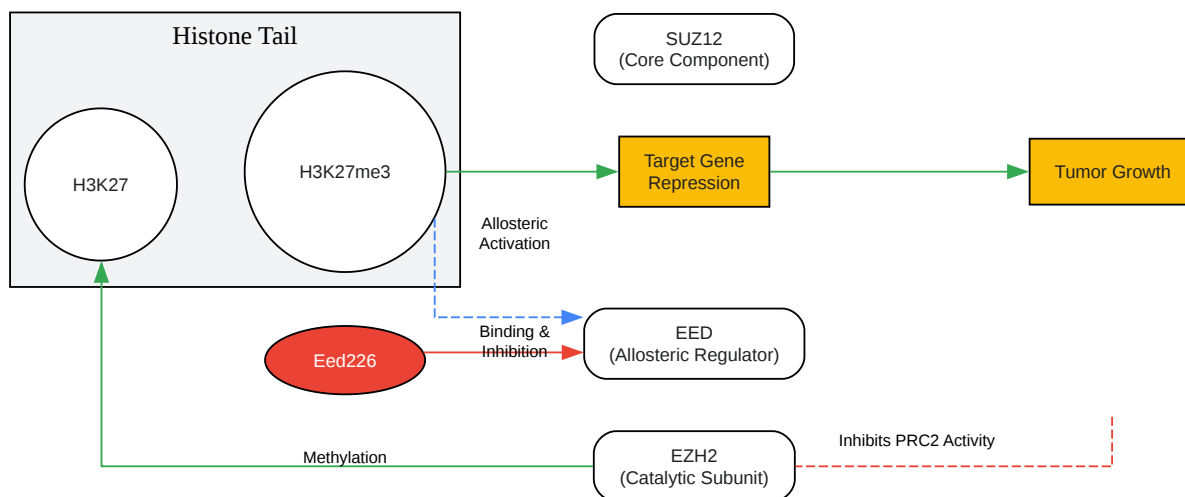 Histone Tail
SUZ12
(Core Component)
H3K27
H3K27me3
Target Gene
Repression
Tumor Growth
Allosteric
Activation
Binding &
Inhibition
Eed226
EED
(Allosteric Regulator)
Methylation
EZH2
(Catalytic Subunit)
Inhibits PRC2 Activity